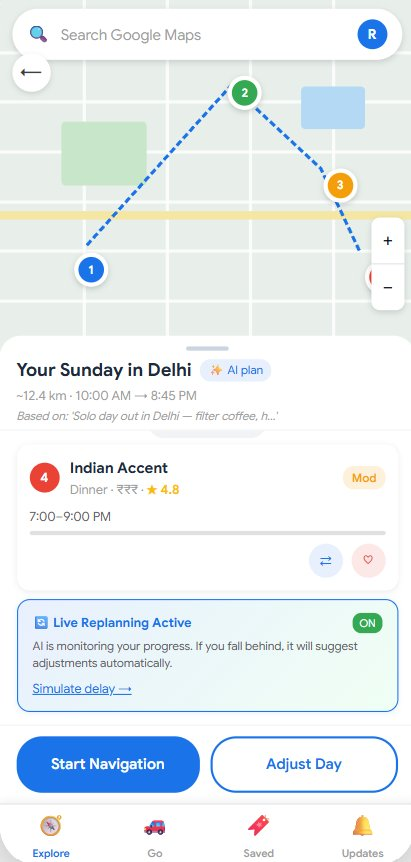 Search Google Maps
R
2
3
1
+
−
Your Sunday in Delhi
AI plan
~12.4 km · 10:00 AM → 8:45 PM
Based on: 'Solo day out in Delhi — filter coffee, h...'
4
Indian Accent
Mod
Dinner · ₹₹₹ · ★ 4.8
7:00–9:00 PM
Live Replanning Active
ON
AI is monitoring your progress. If you fall behind, it will suggest
adjustments automatically.
Simulate delay →
Start Navigation
Adjust Day
Explore
Go
Saved
Updates